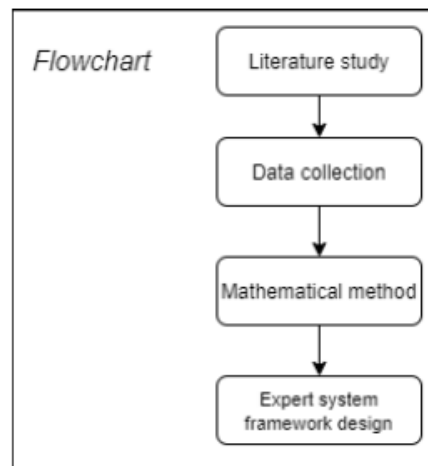 Flowchart
Literature study
Data collection
Mathematical method
Expert system
framework design